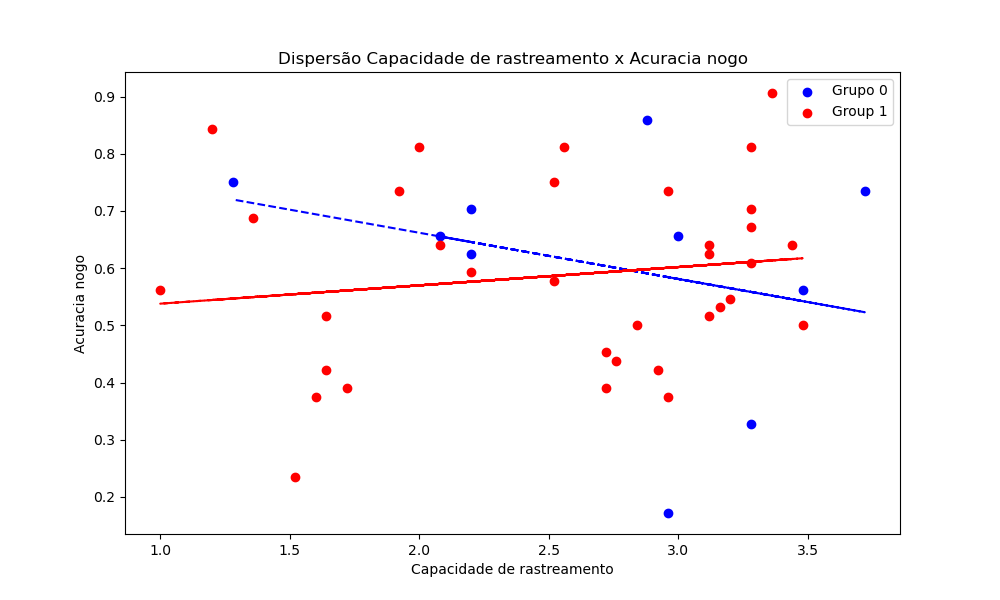 Dispersão Capacidade de rastreamento x Acuracia nogo
Grupo 0
Group 1
Acuracia nogo
0.9
0.8
0.7
0.6
0.5
0.4
0.3
0.2
1.0 1.5 2.0 2.5 3.0 3.5
Capacidade de rastreamento